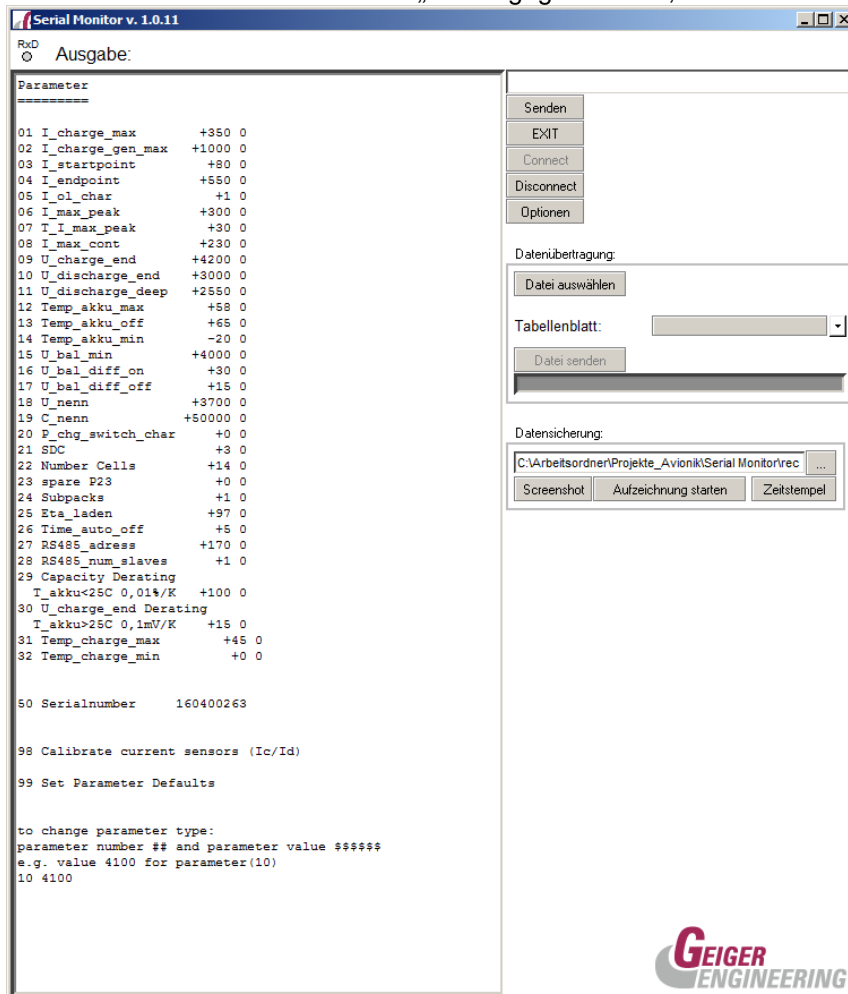 Serial Monitor v. 1.0.11
RxD
Ausgabe:
Parameter
=========
01 I_charge_max +350 0
02 I_charge_gen_max +1000 0
03 I_startpoint +80 0
04 I_endpoint +550 0
05 I_ol_char +1 0
06 I_max_peak +300 0
07 T_I_max_peak +30 0
08 I_max_cont +230 0
09 U_charge_end +4200 0
10 U_discharge_end +3000 0
11 U_discharge_deep +2550 0
12 Temp_akku_max +58 0
13 Temp_akku_off +65 0
14 Temp_akku_min -20 0
15 U_bal_min +4000 0
16 U_bal_diff_on +30 0
17 U_bal_diff_off +15 0
18 U_nenn +3700 0
19 C_nenn +50000 0
20 P_chg_switch_char +0 0
21 SDC +3 0
22 Number Cells +14 0
23 spare P23 +0 0
24 Subpacks +1 0
25 Eta_laden +97 0
26 Time_auto_off +5 0
27 RS485_adress +170 0
28 RS485_num_slaves +1 0
29 Capacity Derating
T_akku<25C 0,01%/K +100 0
30 U_charge_end Derating
T_akku>25C 0,1mV/K +15 0
31 Temp_charge_max +45 0
32 Temp_charge_min +0 0
50 Serialnumber 160400263
98 Calibrate current sensors (Ic/Id)
99 Set Parameter Defaults
to change parameter type:
parameter number ## and parameter value $$$$$$
e.g. value 4100 for parameter(10)
10 4100
Senden
EXIT
Connect
Disconnect
Optionen
Datenübertragung:
Datei auswählen
Tabellenblatt:
Datei senden
Datensicherung:
C:\Arbeitsordner\Projekte_Avionik\Serial Monitor\rec ...
Screenshot Aufzeichnung starten Zeitstempel
GEIGER
ENGINEERING